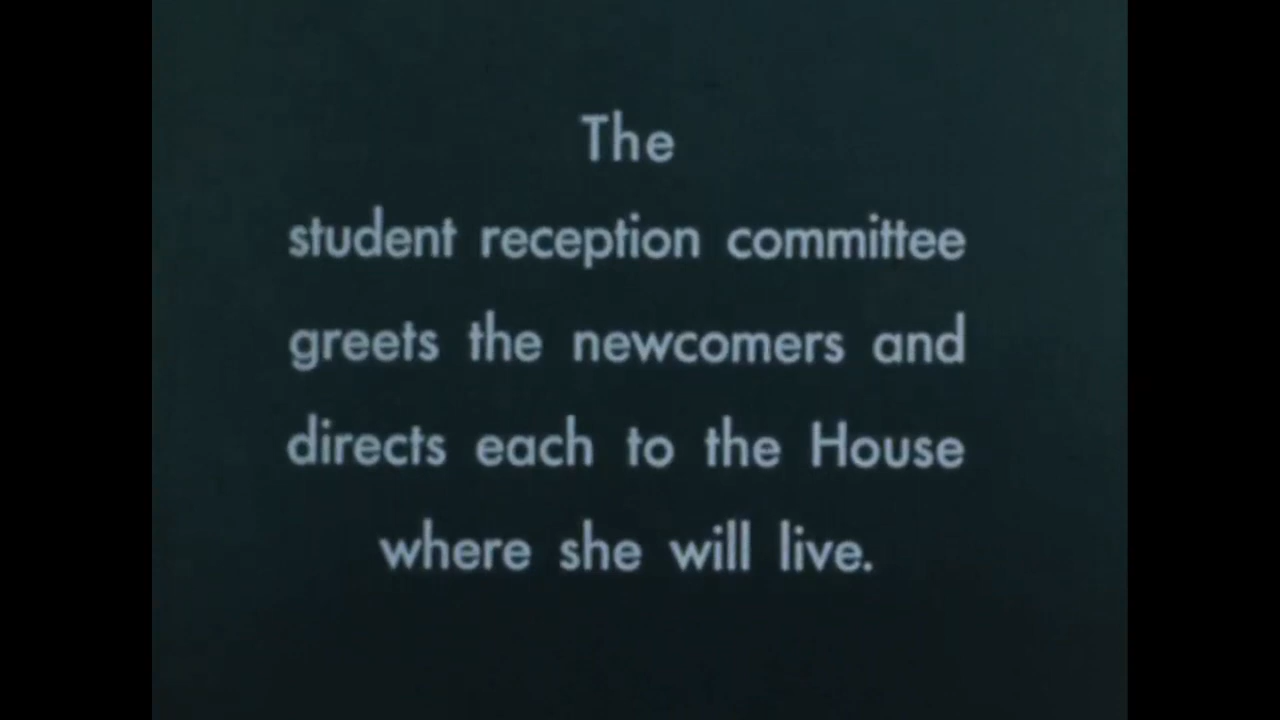 The
student reception committee
greets the newcomers and
directs each to the House
where she will live.